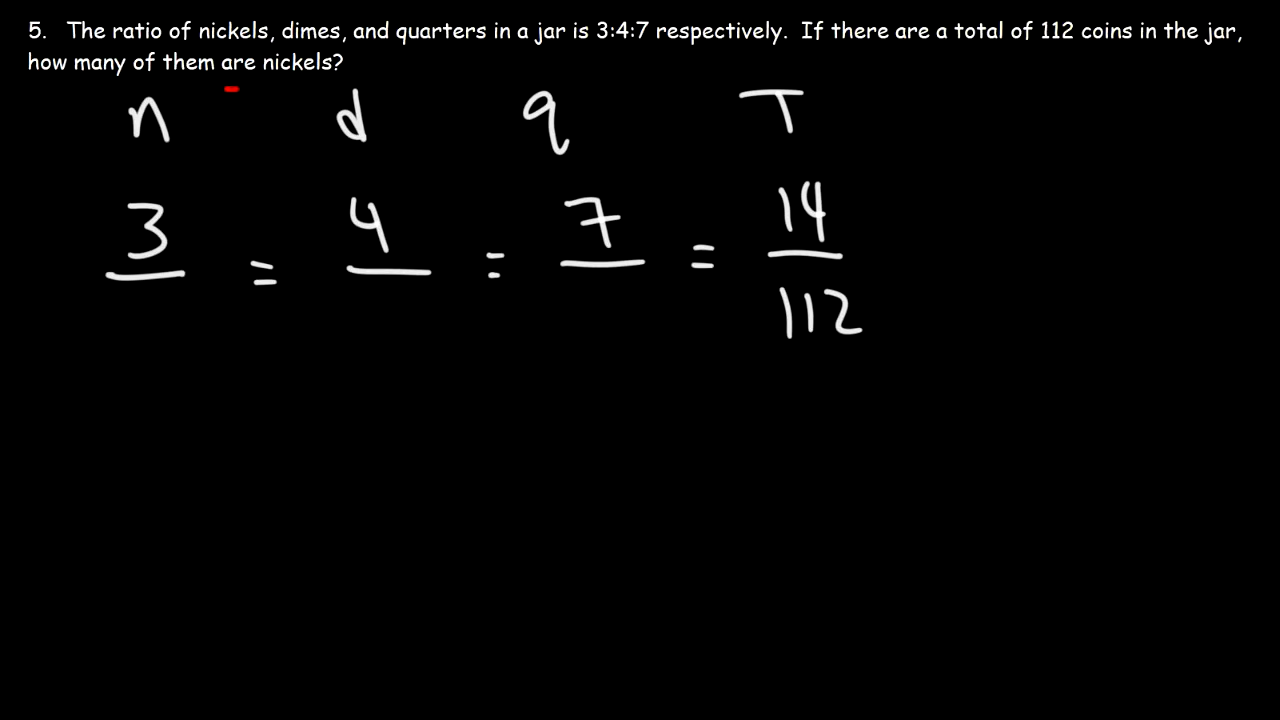 5. The ratio of nickels, dimes, and quarters in a jar is 3:4:7 respectively. If there are a total of 112 coins in the jar,
how many of them are nickels?
n d q T
3 = 4 = 7 = 14
112